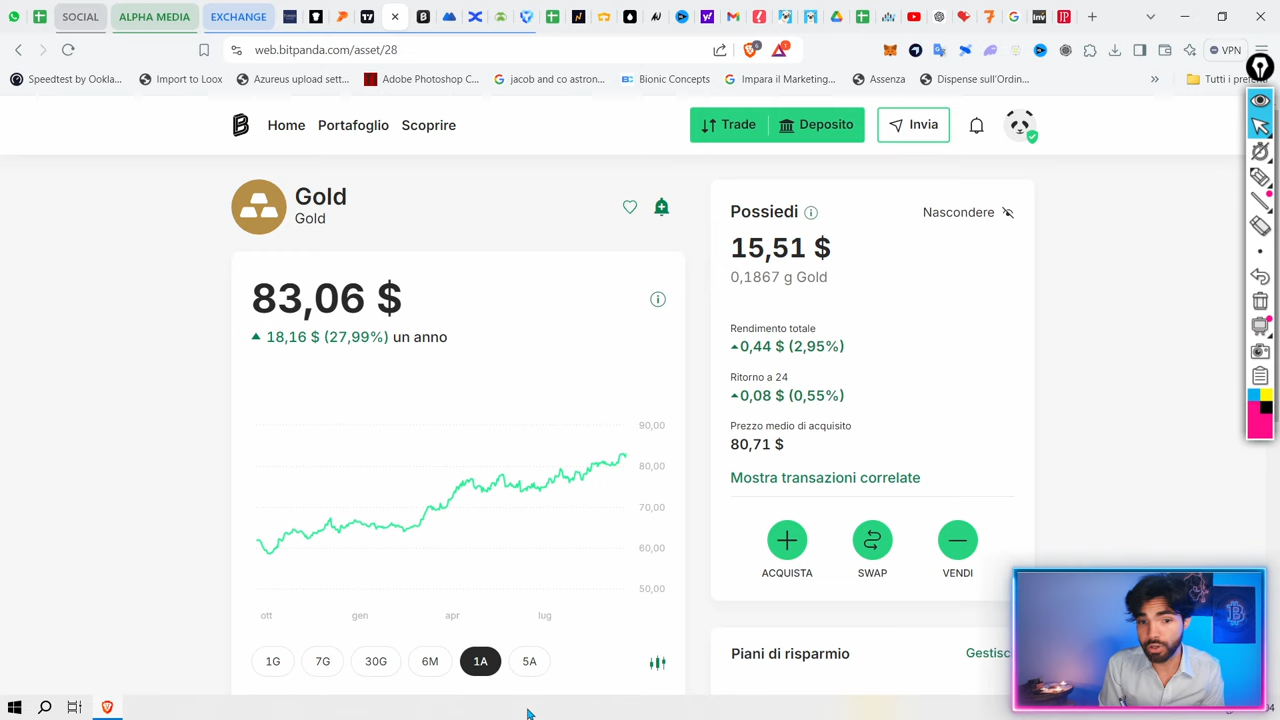 SOCIAL
ALPHA MEDIA
EXCHANGE
web.bitpanda.com/asset/28
VPN
Speedtest by Ookla...
Import to Loox
Azureus upload sett...
Adobe Photoshop C...
jacob and co astron...
Bionic Concepts
Impara il Marketing...
Assenza
Dispense sull'Ordin...
Tutti i prefe
Home
Portafoglio
Scoprire
Trade
Deposito
Invia
Gold
Gold
83,06 $
18,16 $ (27,99%) un anno
90,00
80,00
70,00
60,00
50,00
ott
gen
apr
lug
1G
7G
30G
6M
1A
5A
Possiedi
Nascondere
15,51 $
0,1867 g Gold
Rendimento totale
0,44 $ (2,95%)
Ritorno a 24
0,08 $ (0,55%)
Prezzo medio di acquisito
80,71 $
Mostra transazioni correlate
ACQUISTA
SWAP
VENDI
Piani di risparmio
Gestisc
04